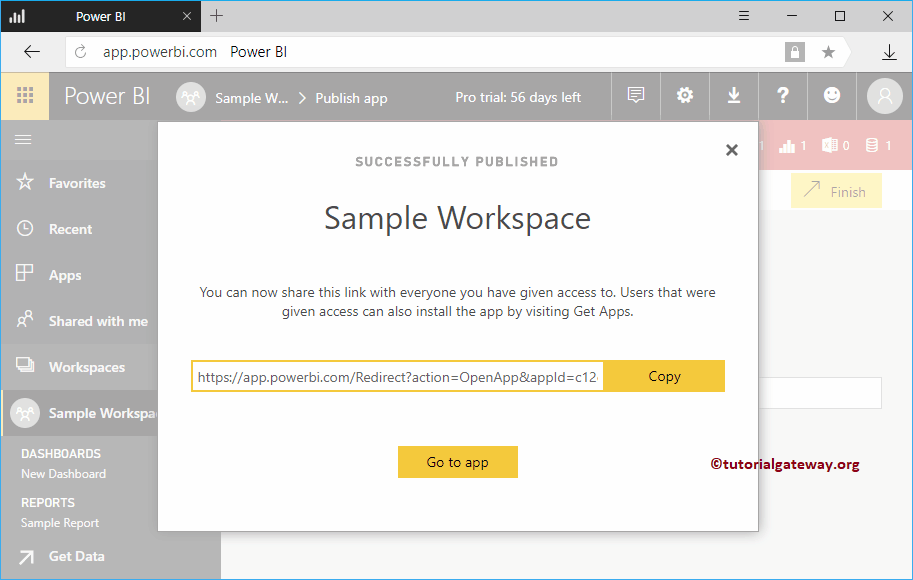 Power BI
app.powerbi.com Power BI
Power BI Sample W... Publish app Pro trial: 56 days left
1 1 0 1
Finish
Favorites
Recent
Apps
Shared with me
Workspaces
Sample Workspa
DASHBOARDS
New Dashboard
REPORTS
Sample Report
Get Data
SUCCESSFULLY PUBLISHED
Sample Workspace
You can now share this link with everyone you have given access to. Users that were
given access can also install the app by visiting Get Apps.
https://app.powerbi.com/Redirect?action=OpenApp&appId=c12 Copy
Go to app
©tutorialgateway.org